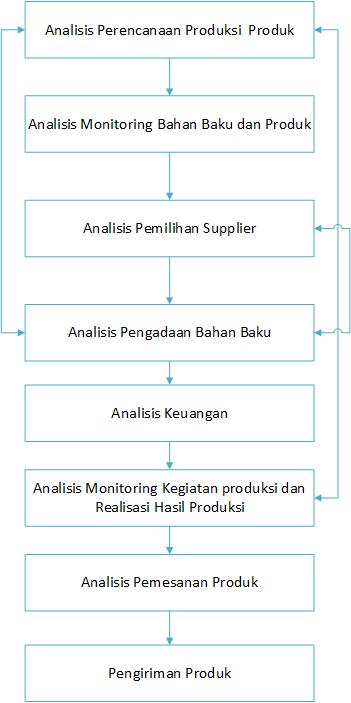 Analisis Perencanaan Produksi Produk
Analisis Monitoring Bahan Baku dan Produk
Analisis Pemilihan Supplier
Analisis Pengadaan Bahan Baku
Analisis Keuangan
Analisis Monitoring Kegiatan produksi dan
Realisasi Hasil Produksi
Analisis Pemesanan Produk
Pengiriman Produk